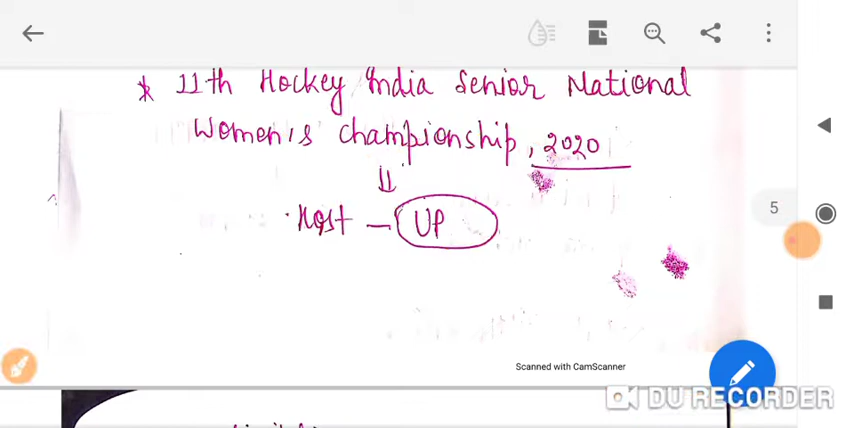 * 11th Hockey India Senior National
Women's Championship, 2020
Host - UP
5
Scanned with CamScanner
DU RECORDER